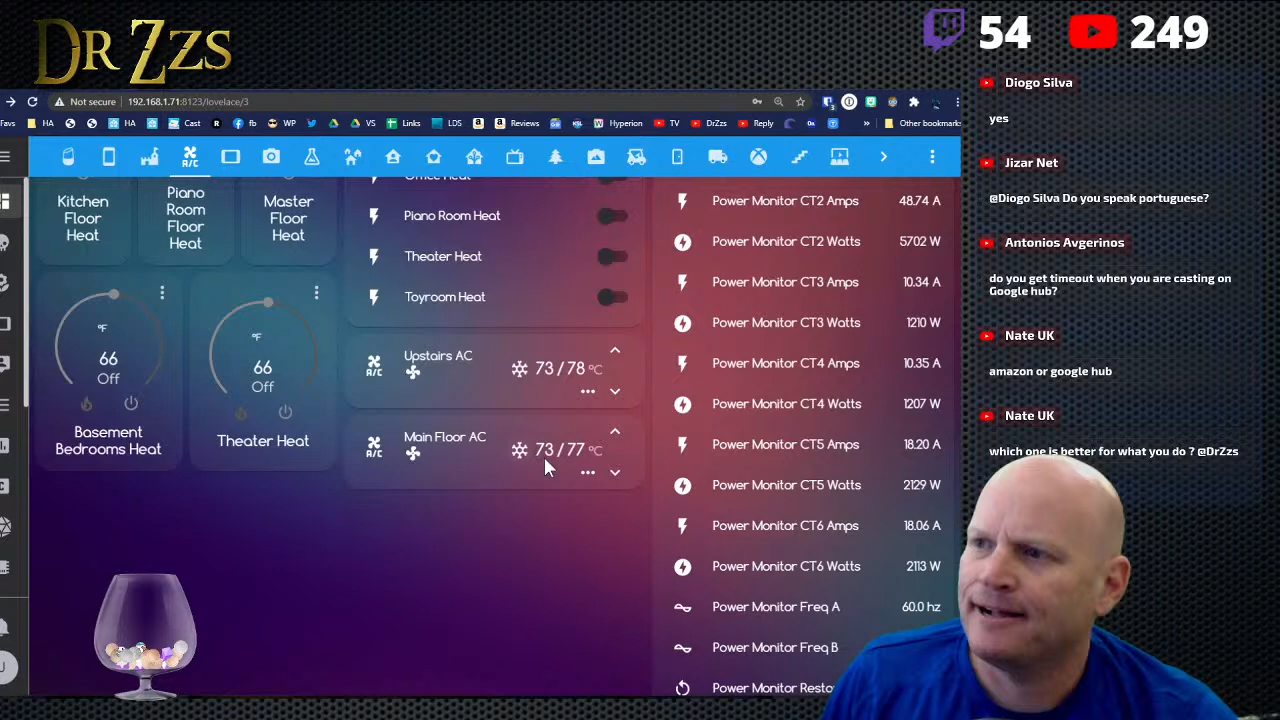 DR ZZS
54
249
Not secure
192.168.1.71:8123/lovelace/3
Favs
HA
HA
Cast
fb
WP
VS
Links
LDS
Reviews
Hyperion
TV
DrZzs
Reply
Other bookmarks
A/C
Kitchen
Floor
Heat
Piano
Room
Floor
Heat
Master
Floor
Heat
°F
66
Off
Basement
Bedrooms Heat
°F
66
Off
Theater Heat
Office Heat
Piano Room Heat
Theater Heat
Toyroom Heat
A/C
Upstairs AC
73 / 78 °C
A/C
Main Floor AC
73 / 77 °C
Power Monitor CT2 Amps 48.74 A
Power Monitor CT2 Watts 5702 W
Power Monitor CT3 Amps 10.34 A
Power Monitor CT3 Watts 1210 W
Power Monitor CT4 Amps 10.35 A
Power Monitor CT4 Watts 1207 W
Power Monitor CT5 Amps 18.20 A
Power Monitor CT5 Watts 2129 W
Power Monitor CT6 Amps 18.06 A
Power Monitor CT6 Watts 2113 W
Power Monitor Freq A 60.0 hz
Power Monitor Freq B
Power Monitor Resto
Diogo Silva
yes
Jizar Net
@Diogo Silva Do you speak portuguese?
Antonios Avgerinos
do you get timeout when you are casting on
Google hub?
Nate UK
amazon or google hub
Nate UK
which one is better for what you do ? @DrZzs